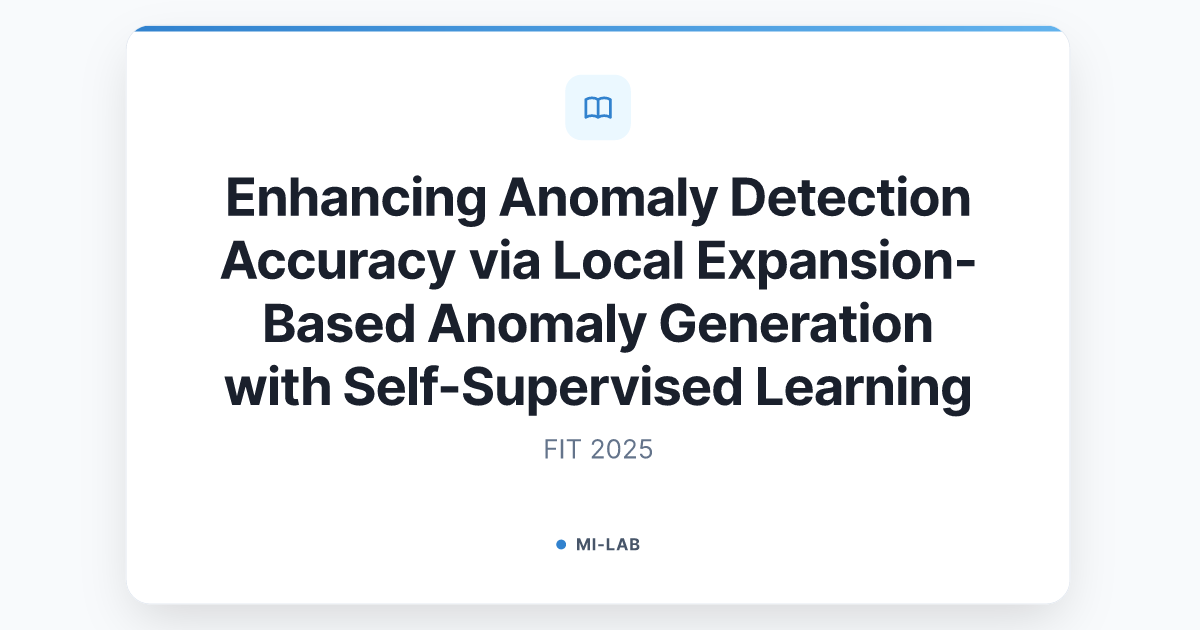 Enhancing Anomaly Detection
Accuracy via Local Expansion-
Based Anomaly Generation
with Self-Supervised Learning
FIT 2025
MI-LAB